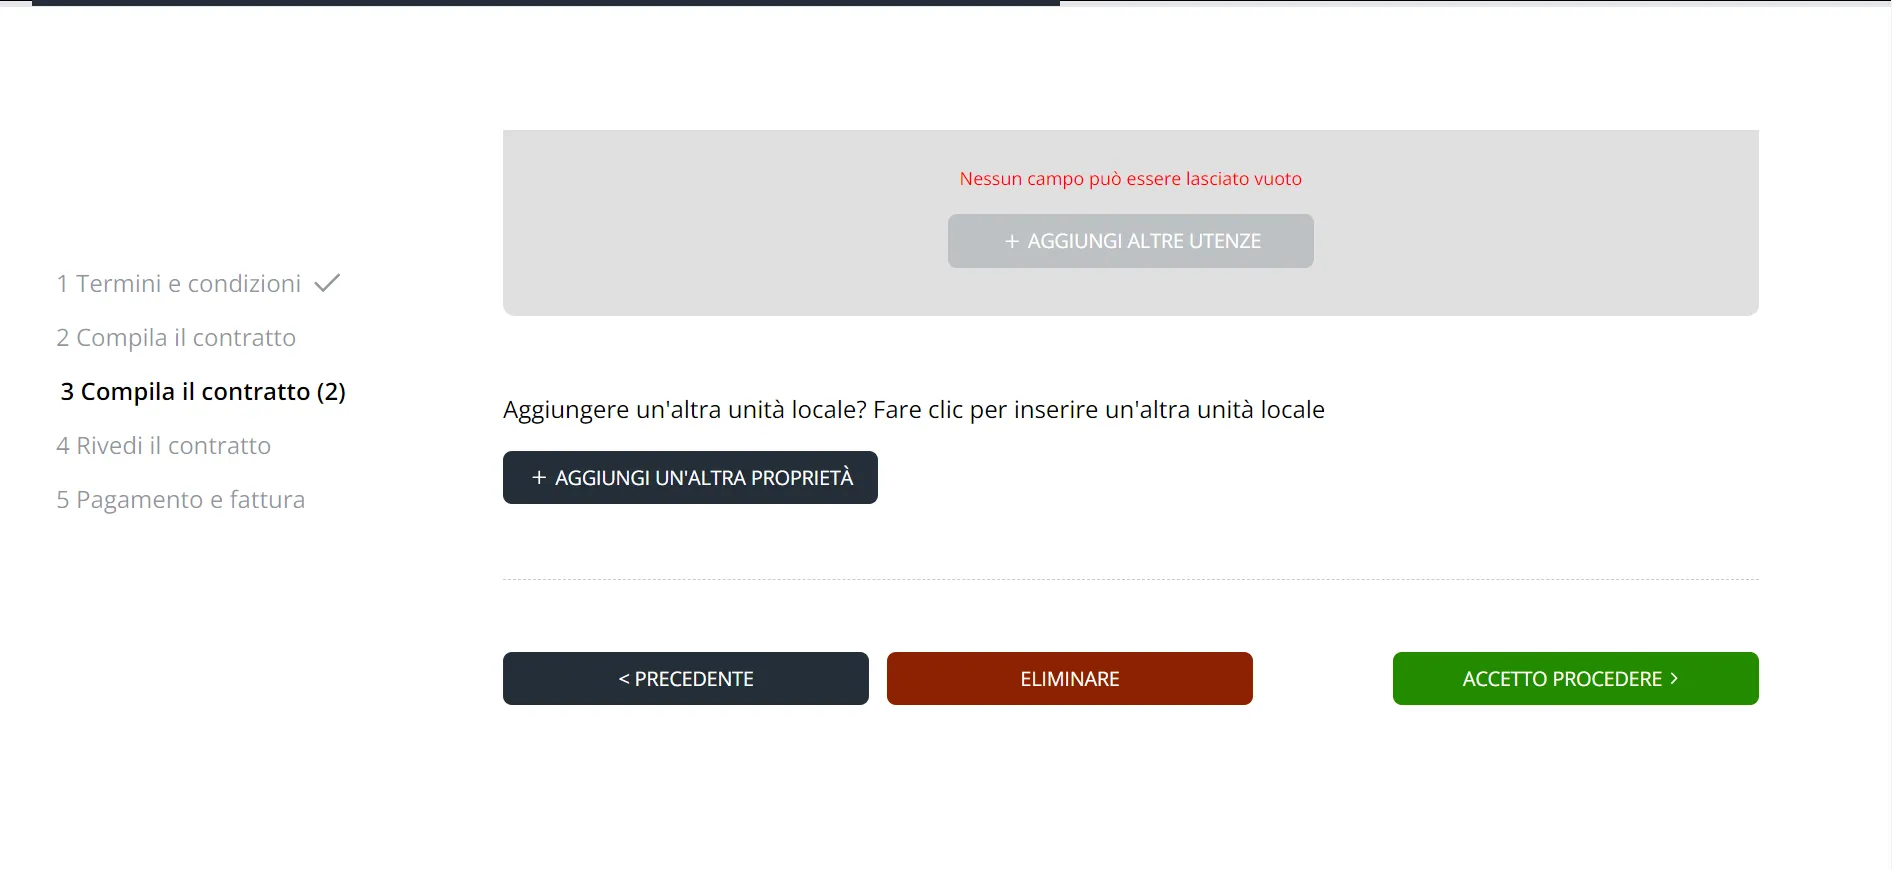 Nessun campo può essere lasciato vuoto
+ AGGIUNGI ALTRE UTENZE
1 Termini e condizioni ✓
2 Compila il contratto
3 Compila il contratto (2)
4 Rivedi il contratto
5 Pagamento e fattura
Aggiungere un'altra unità locale? Fare clic per inserire un'altra unità locale
+ AGGIUNGI UN'ALTRA PROPRIETÀ
< PRECEDENTE
ELIMINARE
ACCETTO PROCEDERE >